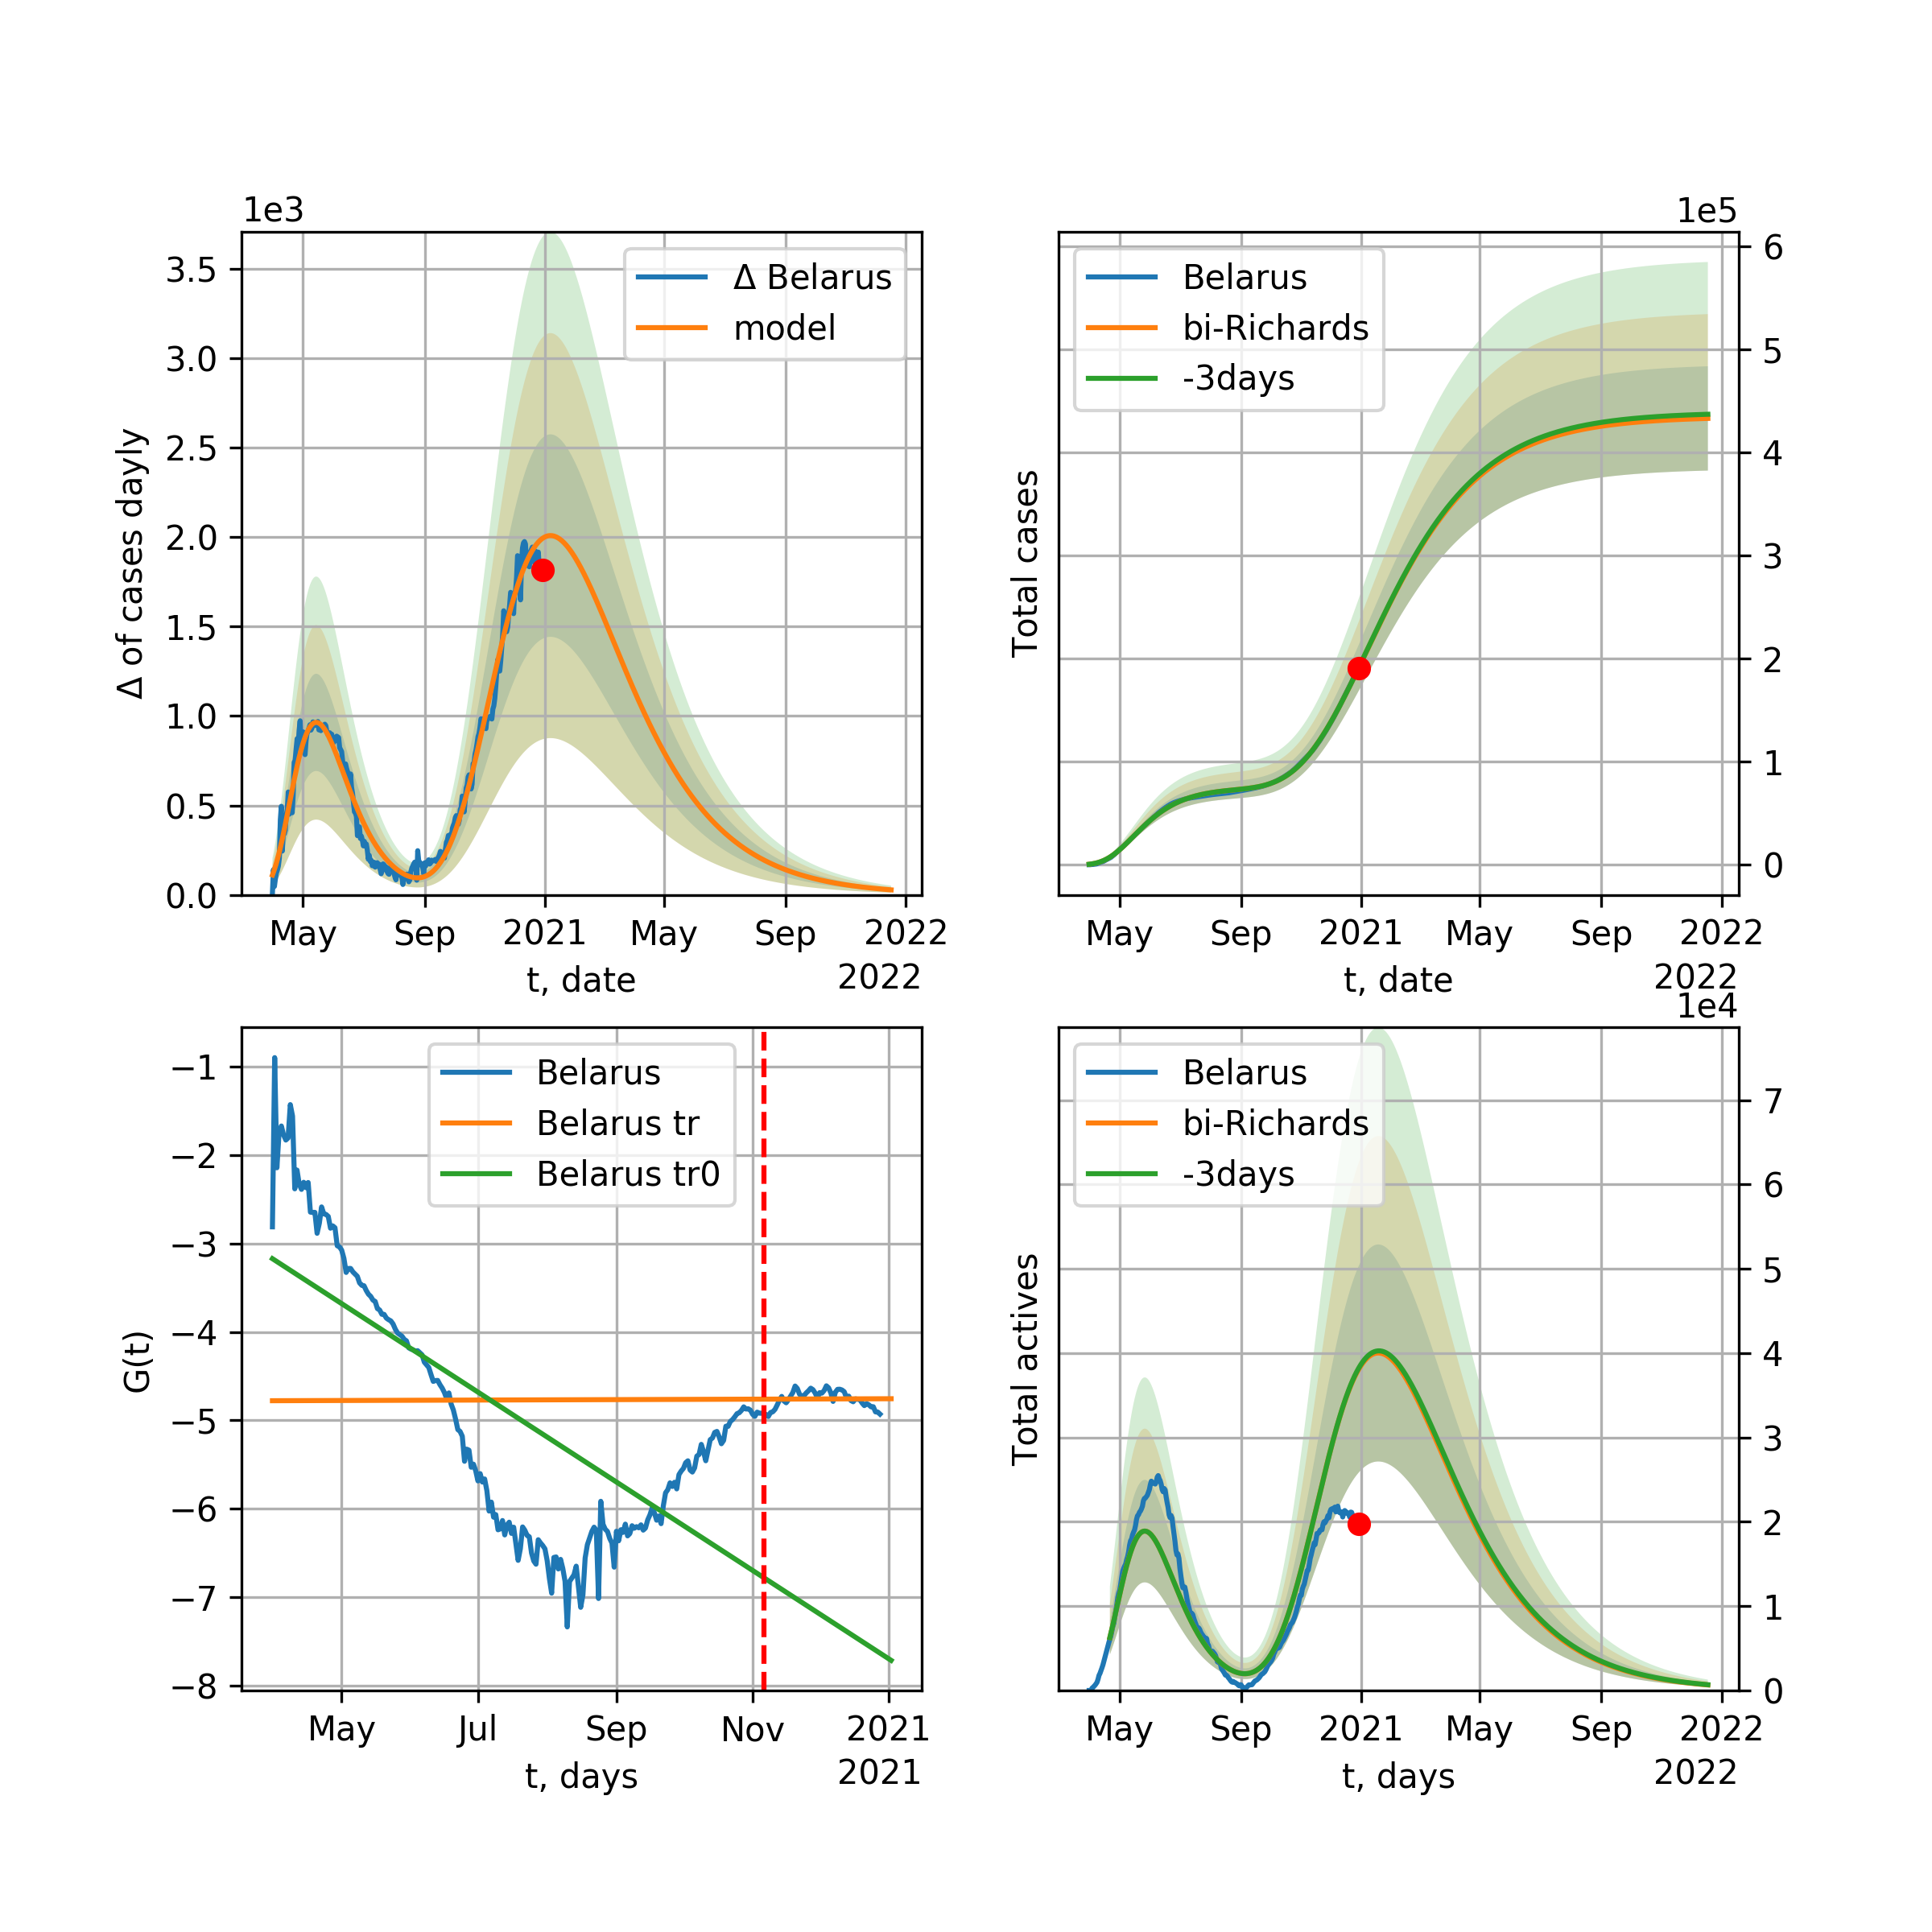 1e3
Δ of cases dayly
3.5
3.0
2.5
2.0
1.5
1.0
0.5
0.0
Δ Belarus
model
May Sep 2021 May Sep 2022
t, date
2022
1e5
Total cases
Belarus
bi-Richards
-3days
6
5
4
3
2
1
0
May Sep 2021 May Sep 2022
t, date
2022
G(t)
−1
−2
−3
−4
−5
−6
−7
−8
Belarus
Belarus tr
Belarus tr0
May Jul Sep Nov 2021
t, days
2021
1e4
Total actives
Belarus
bi-Richards
-3days
7
6
5
4
3
2
1
0
May Sep 2021 May Sep 2022
t, days
2022